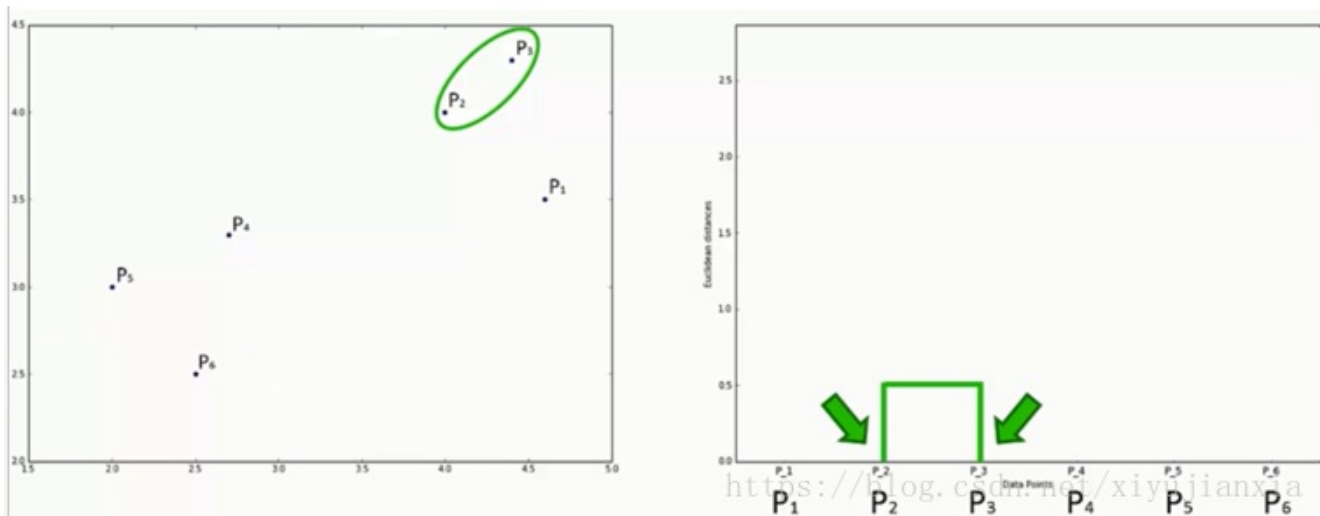 4.5
4.0
3.5
3.0
2.5
2.0
1.5 2.0 2.5 3.0 3.5 4.0 4.5 5.0
P₃
P₂
P₁
P₄
P₅
P₆
Euclidean distances
2.5
2.0
1.5
1.0
0.5
0.0
P_1 P_2 P_3 P_4 P_5 P_6
Data Points
P₁ P₂ P₃ P₄ P₅ P₆
https://blog.csdn.net/xiyujianxia